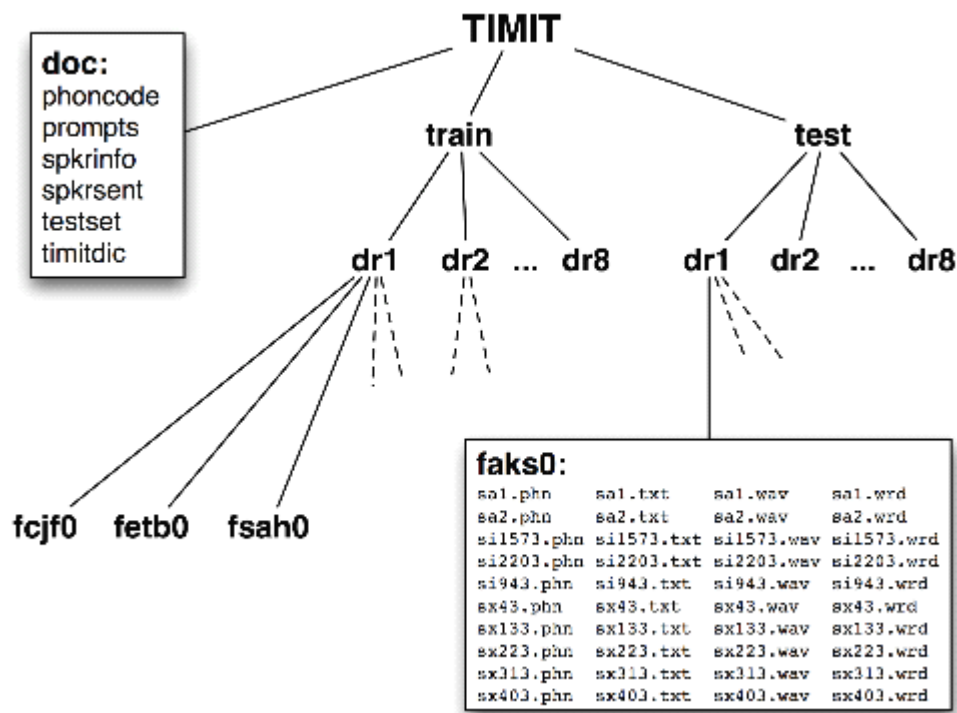 TIMIT
doc:
phoncode
prompts
spkrinfo
spkrsent
testset
timitdic
train
test
dr1 dr2 ... dr8
dr1 dr2 ... dr8
fcjf0 fetb0 fsah0
faks0:
sa1.phn sa1.txt sa1.wav sa1.wrd
sa2.phn sa2.txt sa2.wav sa2.wrd
si1573.phn si1573.txt si1573.wav si1573.wrd
si2203.phn si2203.txt si2203.wav si2203.wrd
si943.phn si943.txt si943.wav si943.wrd
sx43.phn sx43.txt sx43.wav sx43.wrd
sx133.phn sx133.txt sx133.wav sx133.wrd
sx223.phn sx223.txt sx223.wav sx223.wrd
sx313.phn sx313.txt sx313.wav sx313.wrd
sx403.phn sx403.txt sx403.wav sx403.wrd